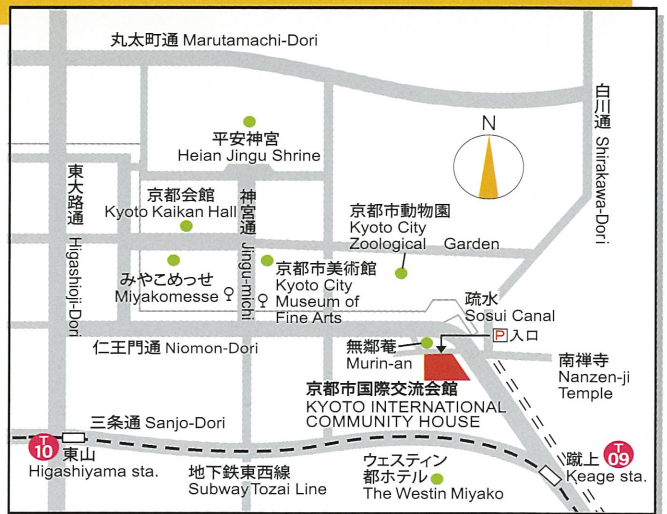 丸太町通 Marutamachi-Dori
白川通 Shirakawa-Dori
平安神宮
Heian Jingu Shrine
N
東大路通 Higashioji-Dori
京都会館
Kyoto Kaikan Hall
神宮通 Jingu-michi
京都市動物園
Kyoto City
Zoological Garden
みやこめっせ
Miyakomesse
京都市美術館
Kyoto City
Museum of
Fine Arts
疏水
Sosui Canal
P入口
仁王門通 Niomon-Dori
無鄰菴
Murin-an
南禅寺
Nanzen-ji
Temple
京都市国際交流会館
KYOTO INTERNATIONAL
COMMUNITY HOUSE
三条通 Sanjo-Dori
T
10
東山
Higashiyama sta.
地下鉄東西線
Subway Tozai Line
ウェスティン
都ホテル
The Westin Miyako
蹴上
Keage sta.
T
09